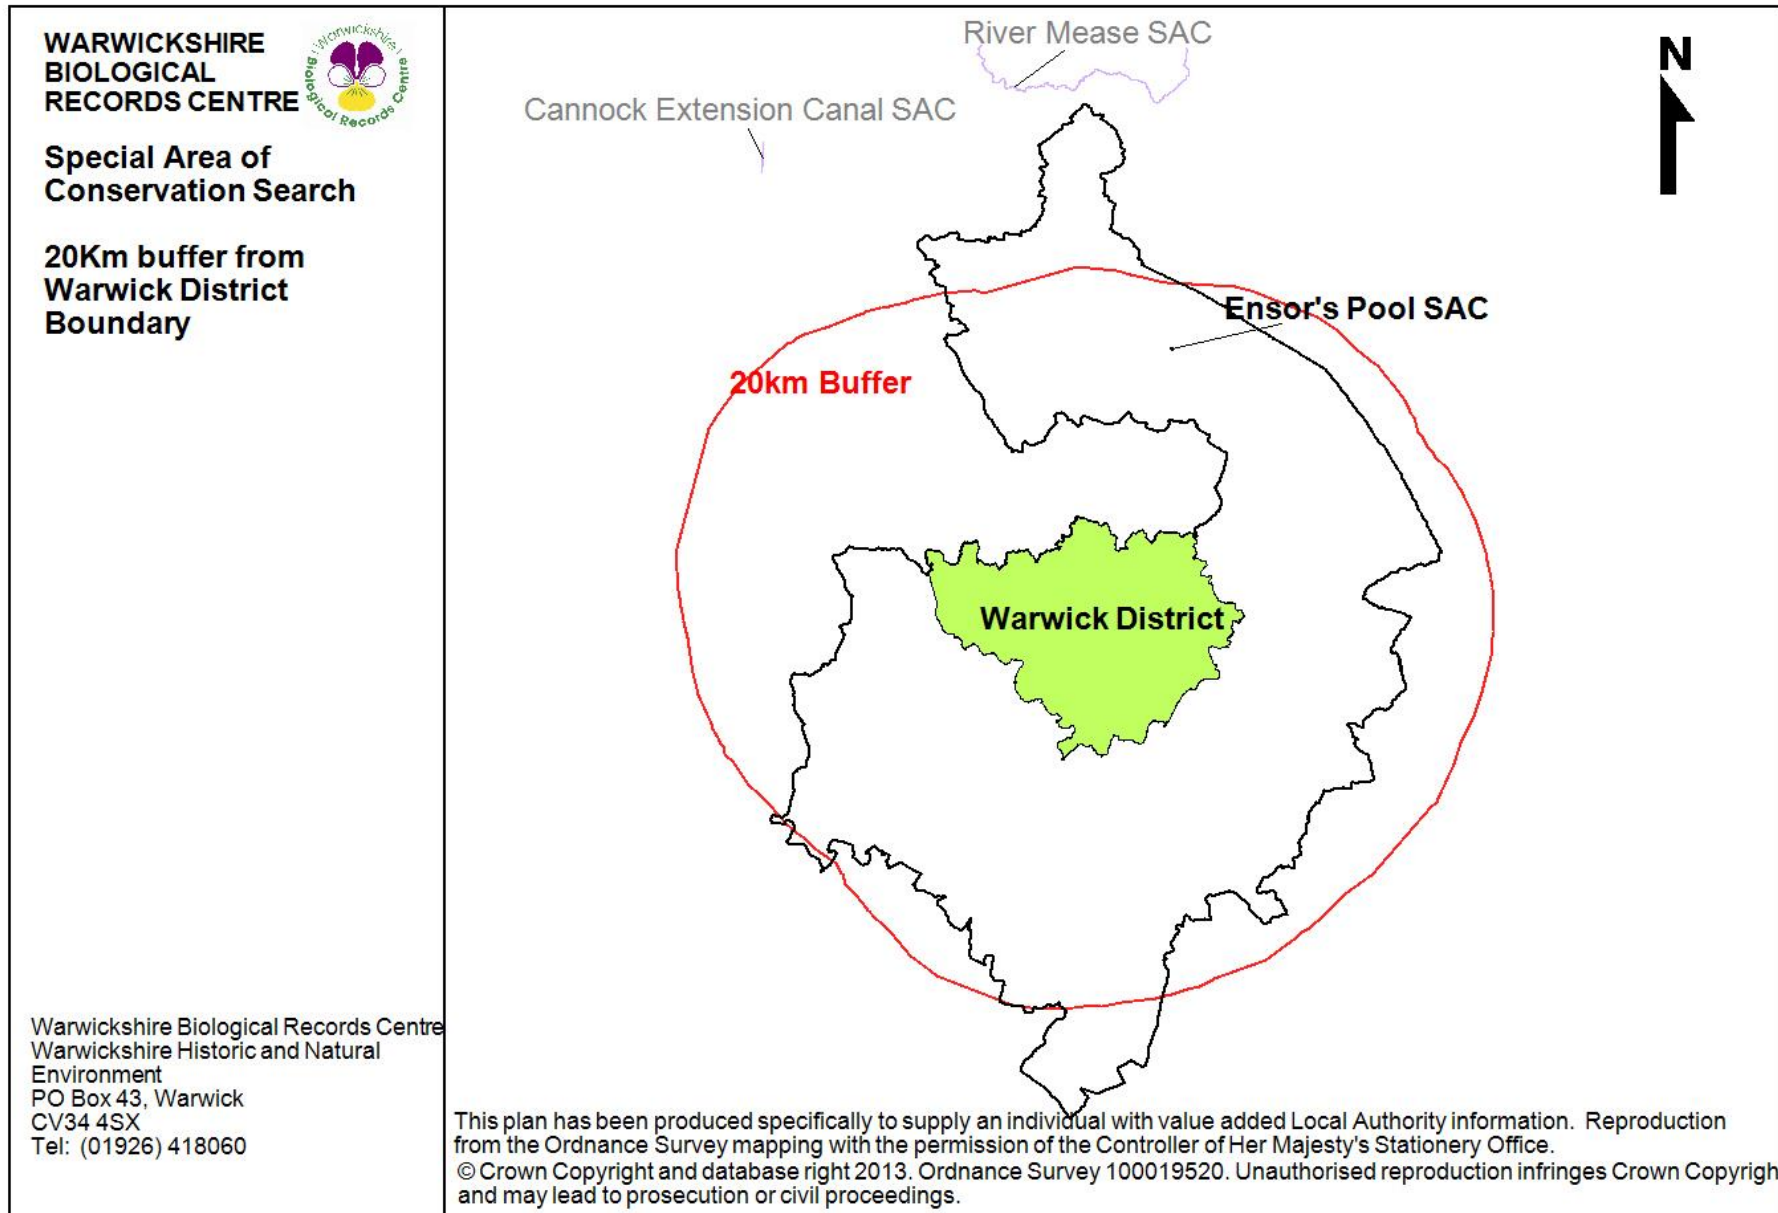 WARWICKSHIRE
BIOLOGICAL
RECORDS CENTRE
Warwickshire
Biological Records Centre
Special Area of
Conservation Search
20Km buffer from
Warwick District
Boundary
River Mease SAC
Cannock Extension Canal SAC
N
Ensor's Pool SAC
20km Buffer
Warwick District
Warwickshire Biological Records Centre
Warwickshire Historic and Natural
Environment
PO Box 43, Warwick
CV34 4SX
Tel: (01926) 418060
This plan has been produced specifically to supply an individual with value added Local Authority information. Reproduction
from the Ordnance Survey mapping with the permission of the Controller of Her Majesty's Stationery Office.
© Crown Copyright and database right 2013. Ordnance Survey 100019520. Unauthorised reproduction infringes Crown Copyrigh
and may lead to prosecution or civil proceedings.